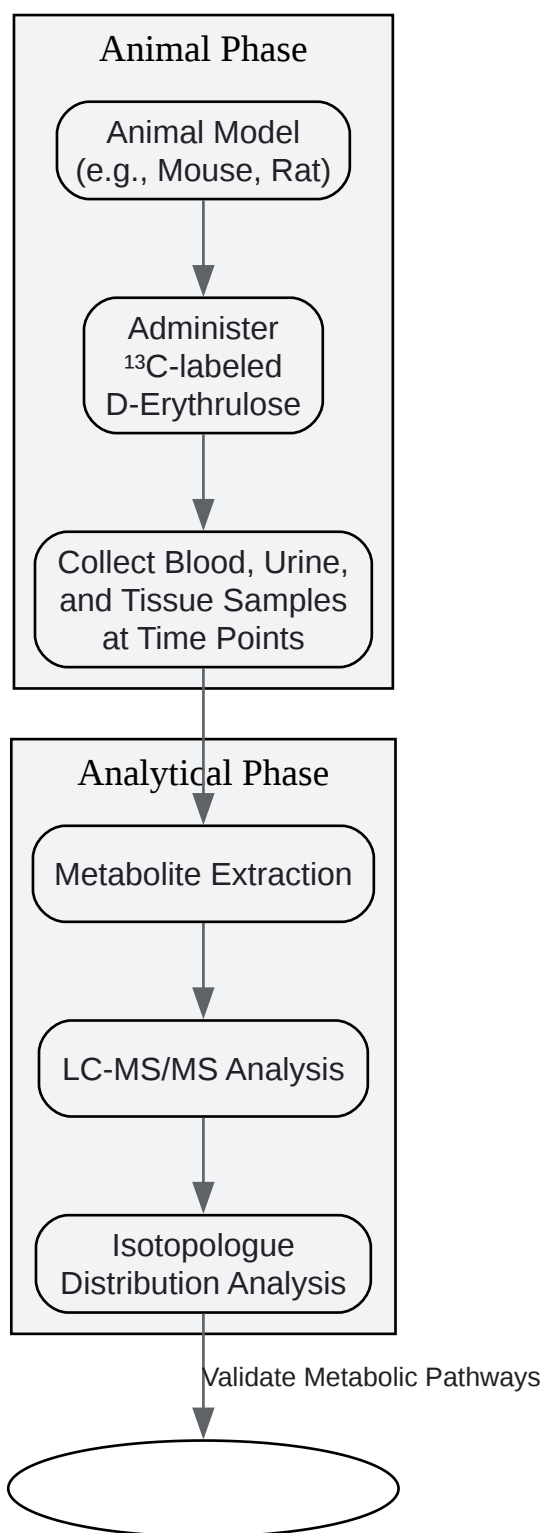 Animal Phase
Animal Model
(e.g., Mouse, Rat)
Administer
¹³C-labeled
D-Erythrulose
Collect Blood, Urine,
and Tissue Samples
at Time Points
Analytical Phase
Metabolite Extraction
LC-MS/MS Analysis
Isotopologue
Distribution Analysis
Validate Metabolic Pathways